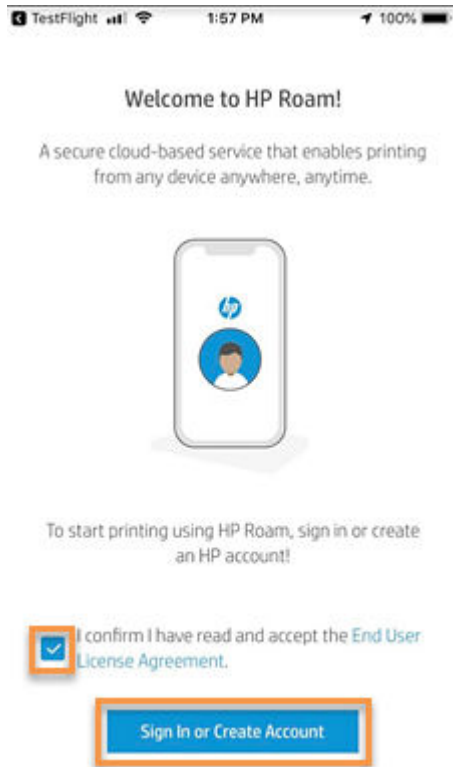 TestFlight 1:57 PM 100%
Welcome to HP Roam!
A secure cloud-based service that enables printing
from any device anywhere, anytime.
hp
To start printing using HP Roam, sign in or create
an HP account!
I confirm I have read and accept the End User
License Agreement.
Sign In or Create Account